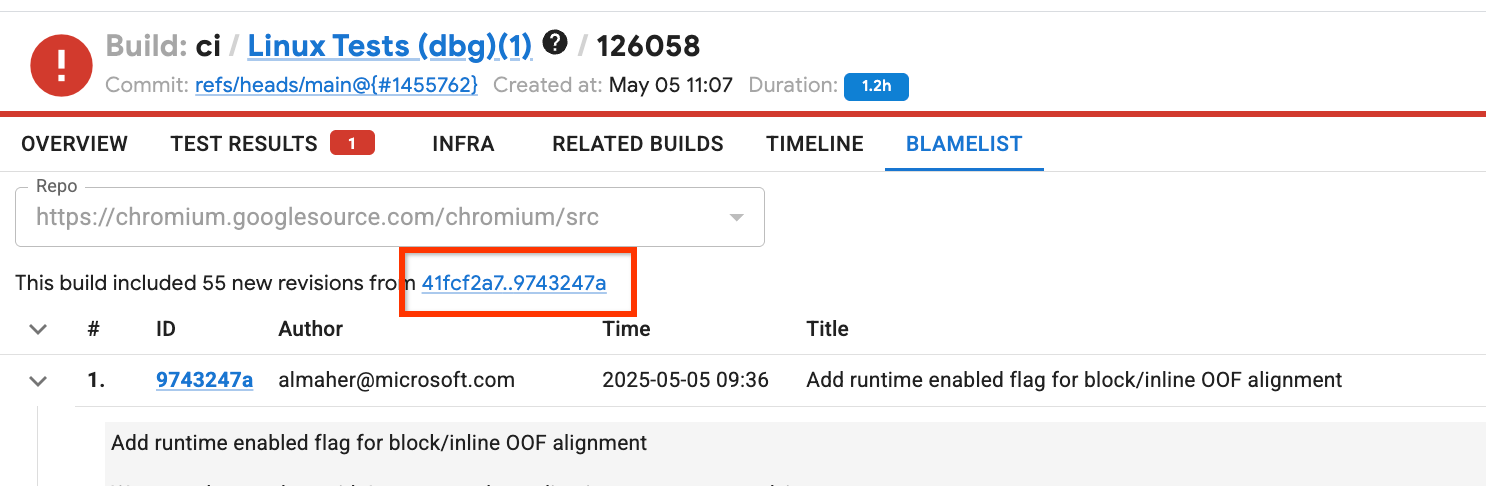 !
Build: ci / Linux Tests (dbg)(1) ? / 126058
Commit: refs/heads/main@{#1455762} Created at: May 05 11:07 Duration: 1.2h
OVERVIEW TEST RESULTS 1 INFRA RELATED BUILDS TIMELINE BLAMELIST
Repo
https://chromium.googlesource.com/chromium/src
This build included 55 new revisions from 41fcf2a7..9743247a
# ID Author Time Title
1. 9743247a almaher@microsoft.com 2025-05-05 09:36 Add runtime enabled flag for block/inline OOF alignment
Add runtime enabled flag for block/inline OOF alignment